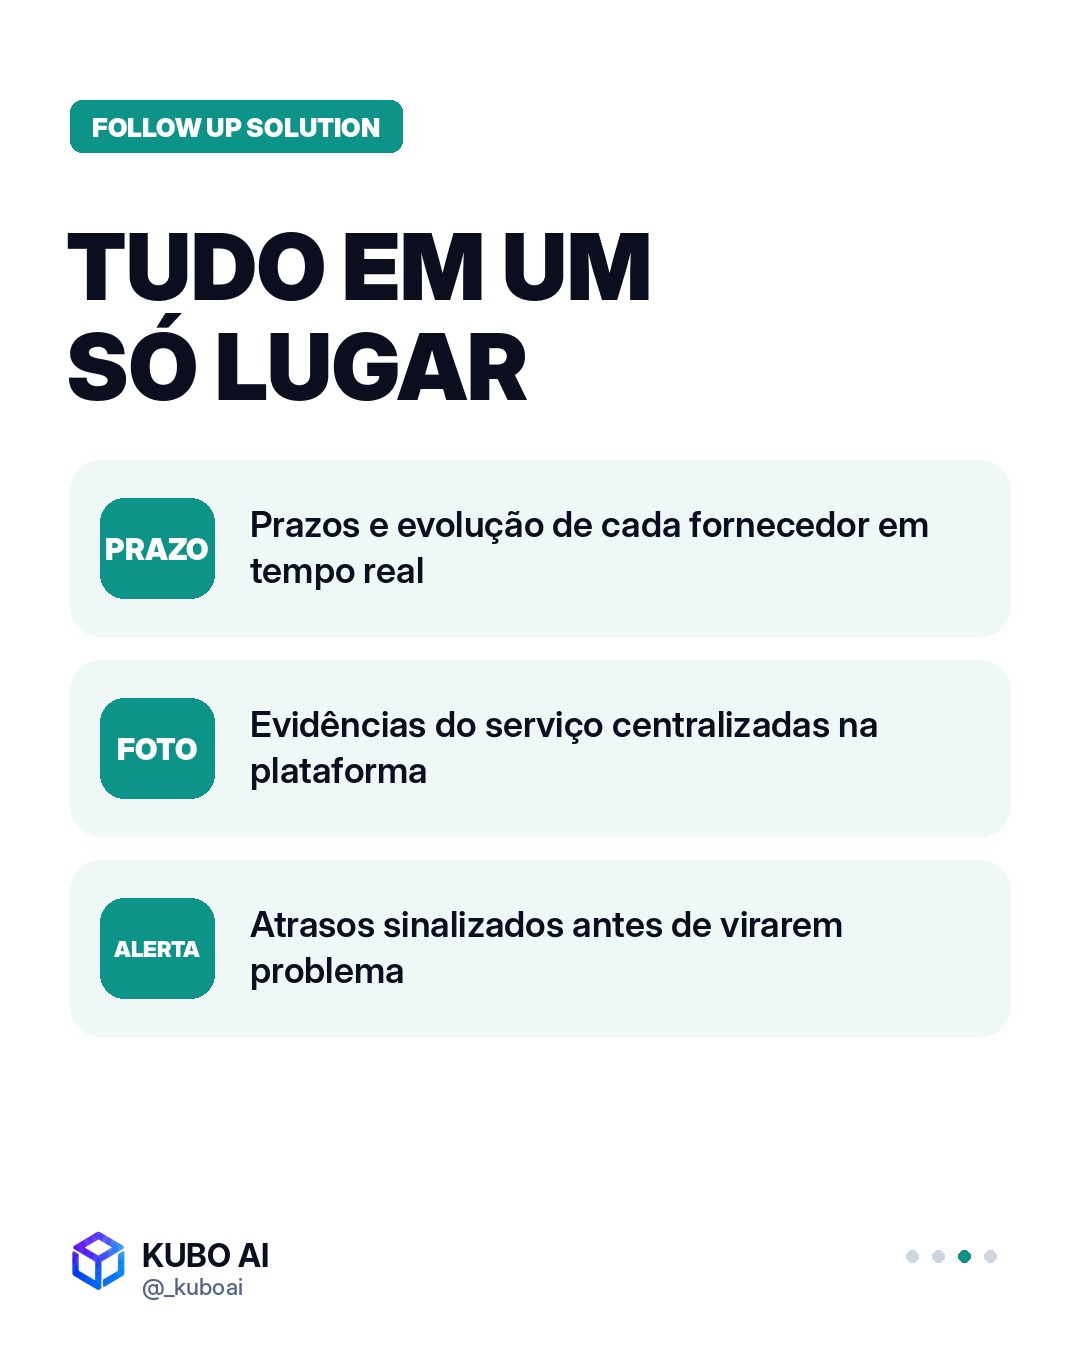 FOLLOW UP SOLUTION
TUDO EM UM
SÓ LUGAR
PRAZO
Prazos e evolução de cada fornecedor em
tempo real
FOTO
Evidências do serviço centralizadas na
plataforma
ALERTA
Atrasos sinalizados antes de virarem
problema
KUBO AI
@_kuboai